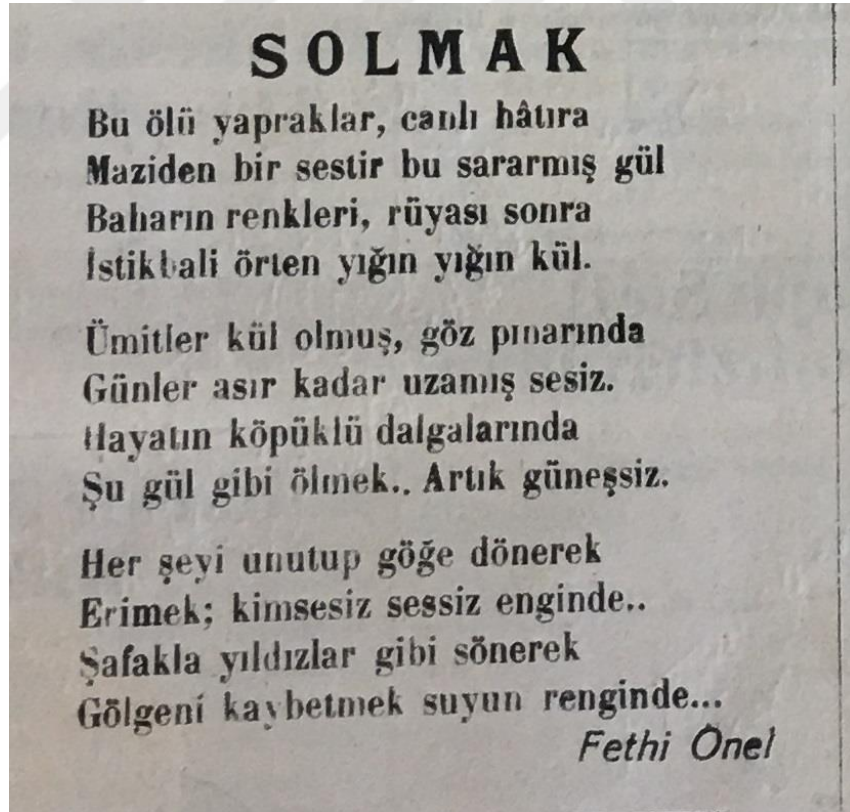 SOLMAK
Bu ölü yapraklar, canlı hâtıra
Maziden bir sestir bu sararmış gül
Baharın renkleri, rüyası sonra
İstikbali örten yığın yığın kül.
Ümitler kül olmuş, göz pınarında
Günler asır kadar uzamış sesiz.
Hayatın köpüklü dalgalarında
Şu gül gibi ölmek.. Artık güneşsiz.
Her şeyi unutup göğe dönerek
Erimek; kimsesiz sessiz enginde..
Şafakla yıldızlar gibi sönerek
Gölgeni kaybetmek suyun renginde...
Fethi Önel